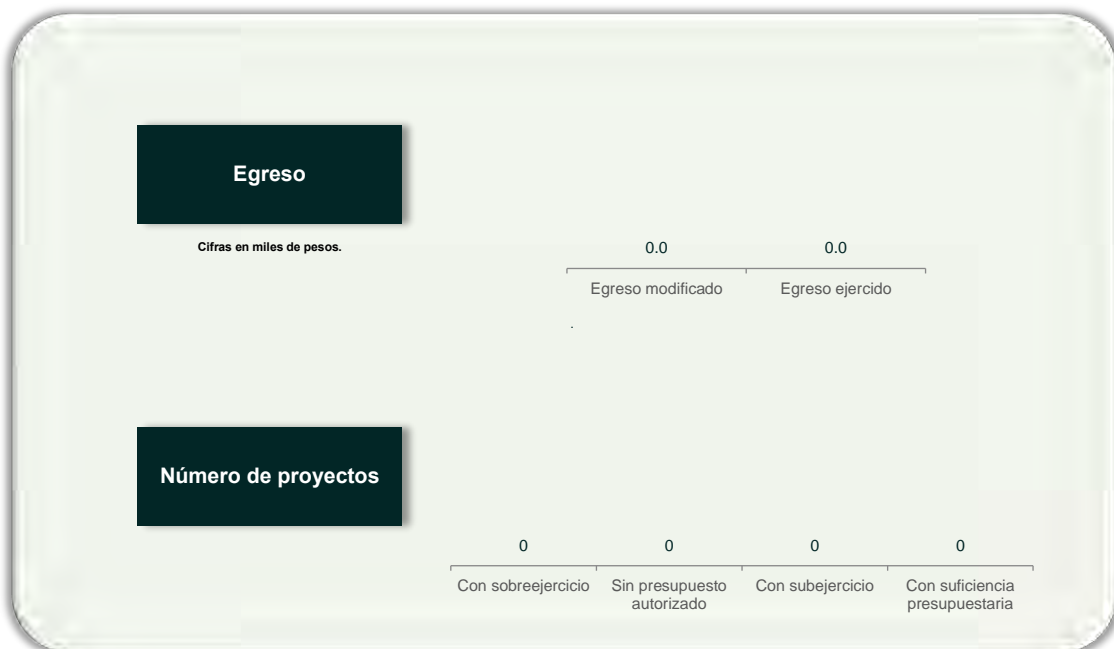 Egreso
Cifras en miles de pesos.
0.0 0.0
Egreso modificado Egreso ejercido
.
Número de proyectos
0 0 0 0
Con sobreejercicio Sin presupuesto Con subejercicio Con suficiencia
autorizado presupuestaria